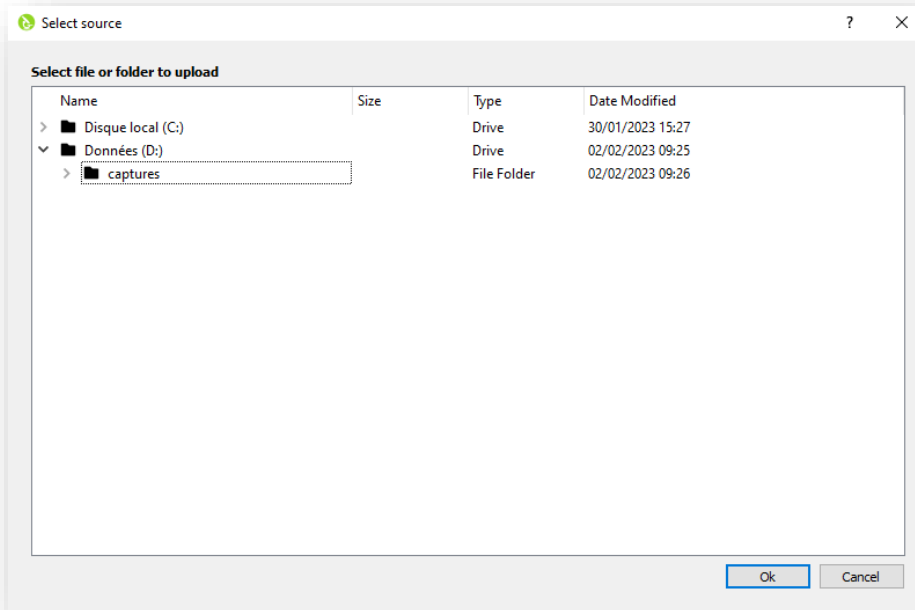 Select source ?
Select file or folder to upload
Name Size Type Date Modified
Disque local (C:) Drive 30/01/2023 15:27
Données (D:) Drive 02/02/2023 09:25
captures File Folder 02/02/2023 09:26
Ok Cancel